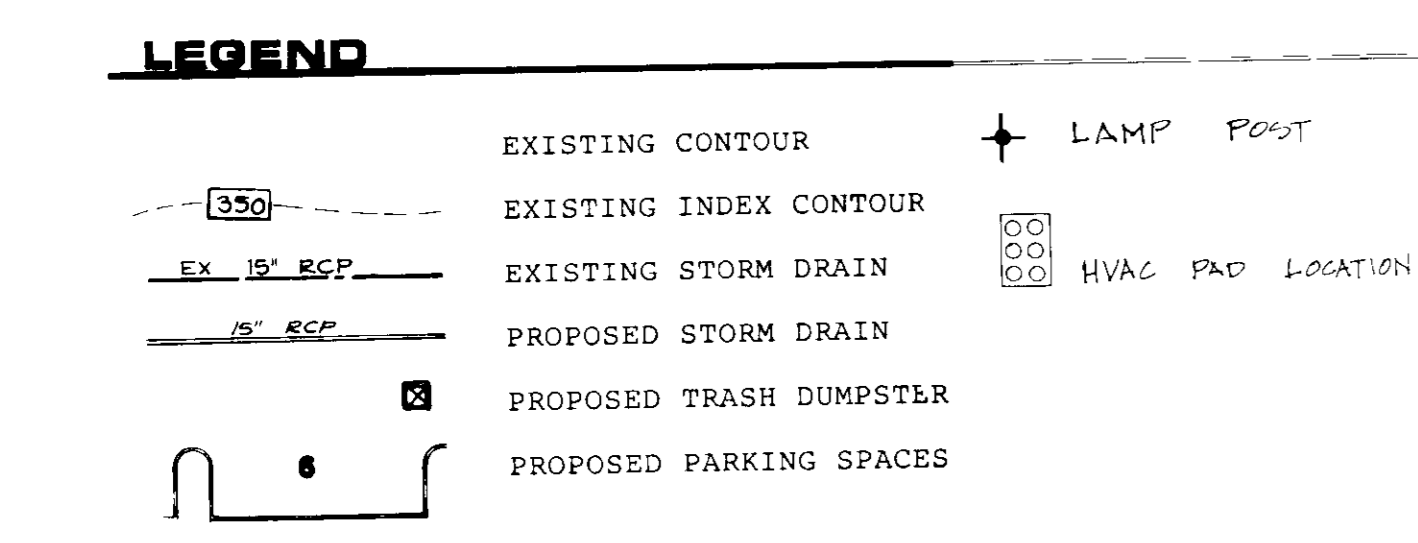 LEGEND
EXISTING CONTOUR
350 EXISTING INDEX CONTOUR
EX 15" RCP EXISTING STORM DRAIN
15" RCP PROPOSED STORM DRAIN
PROPOSED TRASH DUMPSTER
6 PROPOSED PARKING SPACES
LAMP POST
HVAC PAD LOCATION